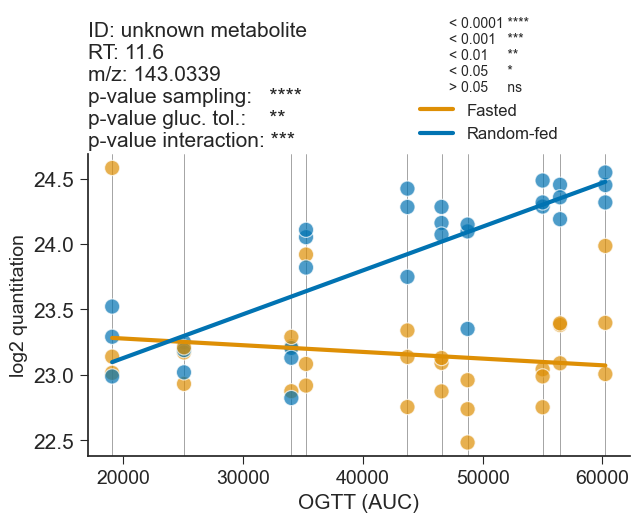 ID: unknown metabolite
RT: 11.6
m/z: 143.0339
p-value sampling: ****
p-value gluc. tol.: **
p-value interaction: ***
< 0.0001 ****
< 0.001 ***
< 0.01 **
< 0.05 *
> 0.05 ns
Fasted
Random-fed
log2 quantitation
24.5
24.0
23.5
23.0
22.5
20000 30000 40000 50000 60000
OGTT (AUC)